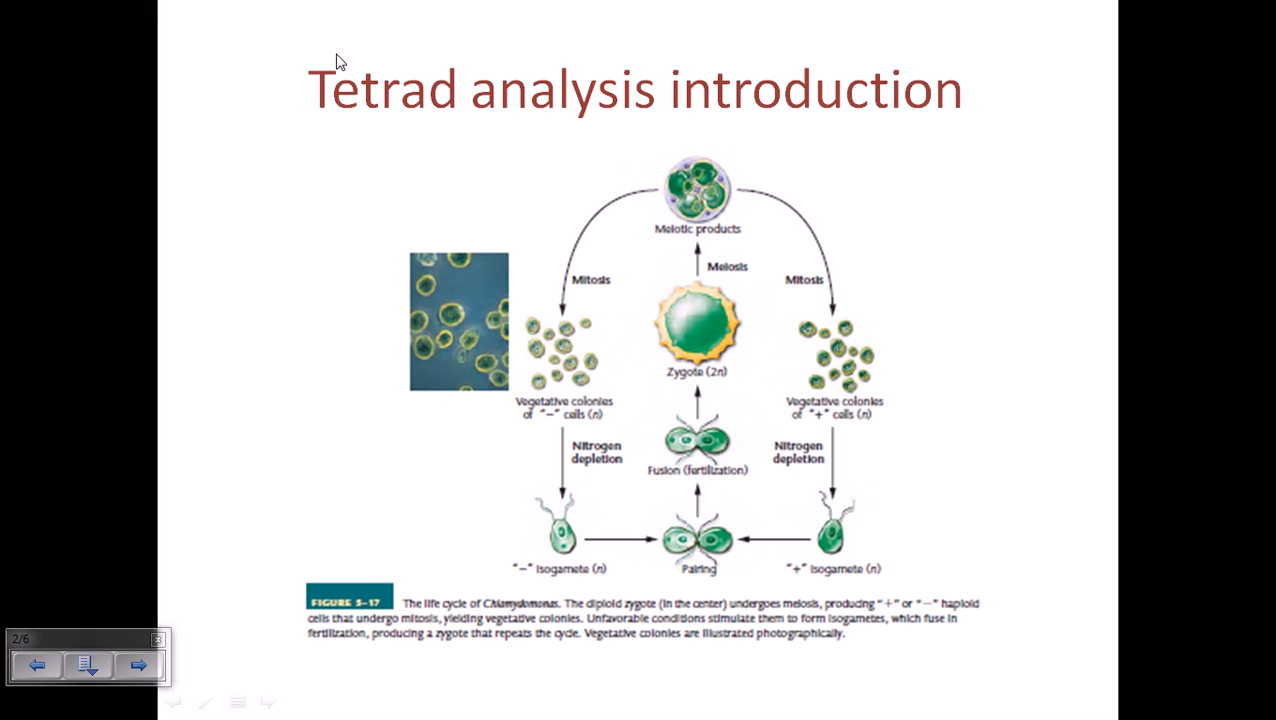 Tetrad analysis introduction
Meiotic products
Meiosis
Mitosis
Mitosis
Zygote (2n)
Vegetative colonies
of "−" cells (n)
Vegetative colonies
of "+" cells (n)
Nitrogen
depletion
Nitrogen
depletion
Fusion (fertilization)
"−" Isogamete (n)
Pairing
"+" Isogamete (n)
FIGURE 5–17 The life cycle of Chlamydomonas. The diploid zygote (in the center) undergoes meiosis, producing "+" or "−" haploid
cells that undergo mitosis, yielding vegetative colonies. Unfavorable conditions stimulate them to form isogametes, which fuse in
fertilization, producing a zygote that repeats the cycle. Vegetative colonies are illustrated photographically.
2/6